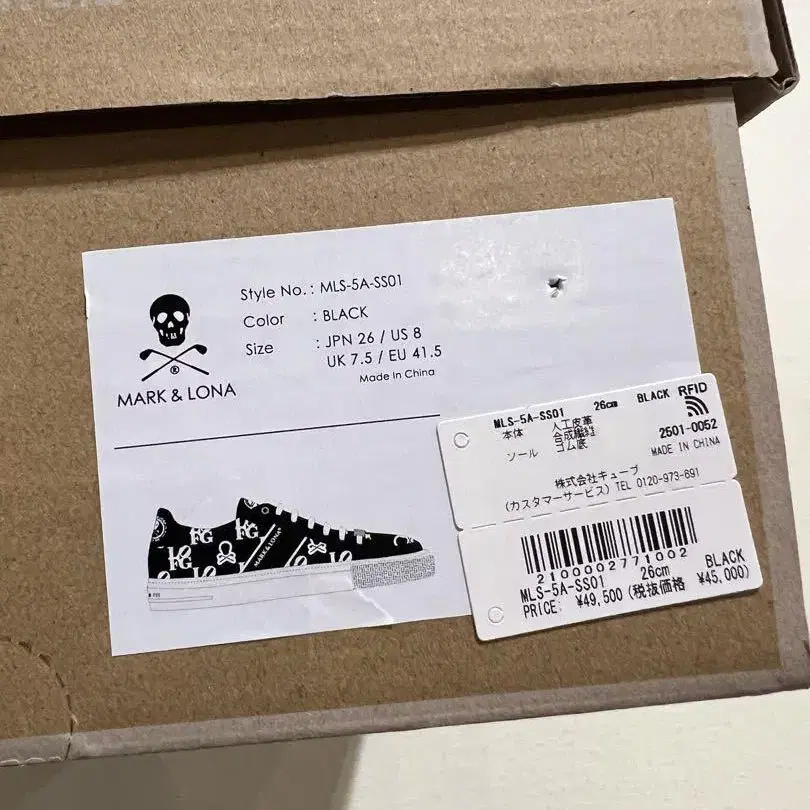 Style No. : MLS-5A-SS01
Color : BLACK
Size : JPN 26 / US 8
UK 7.5 / EU 41.5
Made In China
®
MARK & LONA
MARK & LONA
MLS-5A-SS01 26cm BLACK RFID
本体 人工皮革
合成繊維
ソール ゴム底
2501-0052
MADE IN CHINA
株式会社キューブ
(カスタマーサービス) TEL 0120-973-691
2100002771002
MLS-5A-SS01 26cm BLACK
PRICE: ¥49,500 (税抜価格 ¥45,000)